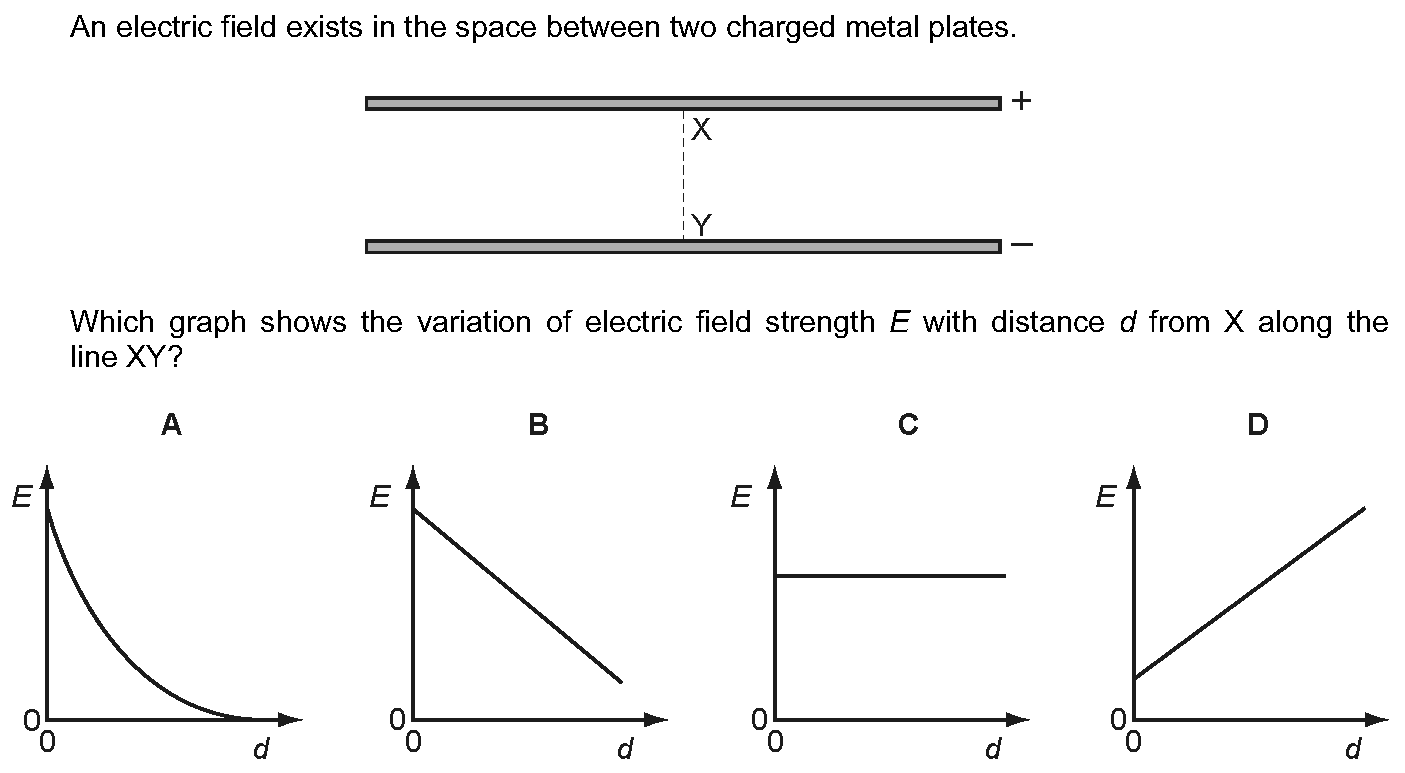 An electric field exists in the space between two charged metal plates.
+
X
Y
–
Which graph shows the variation of electric field strength E with distance d from X along the
line XY?
A B C D
E E E E
0 0 0 0
0 d 0 d 0 d 0 d